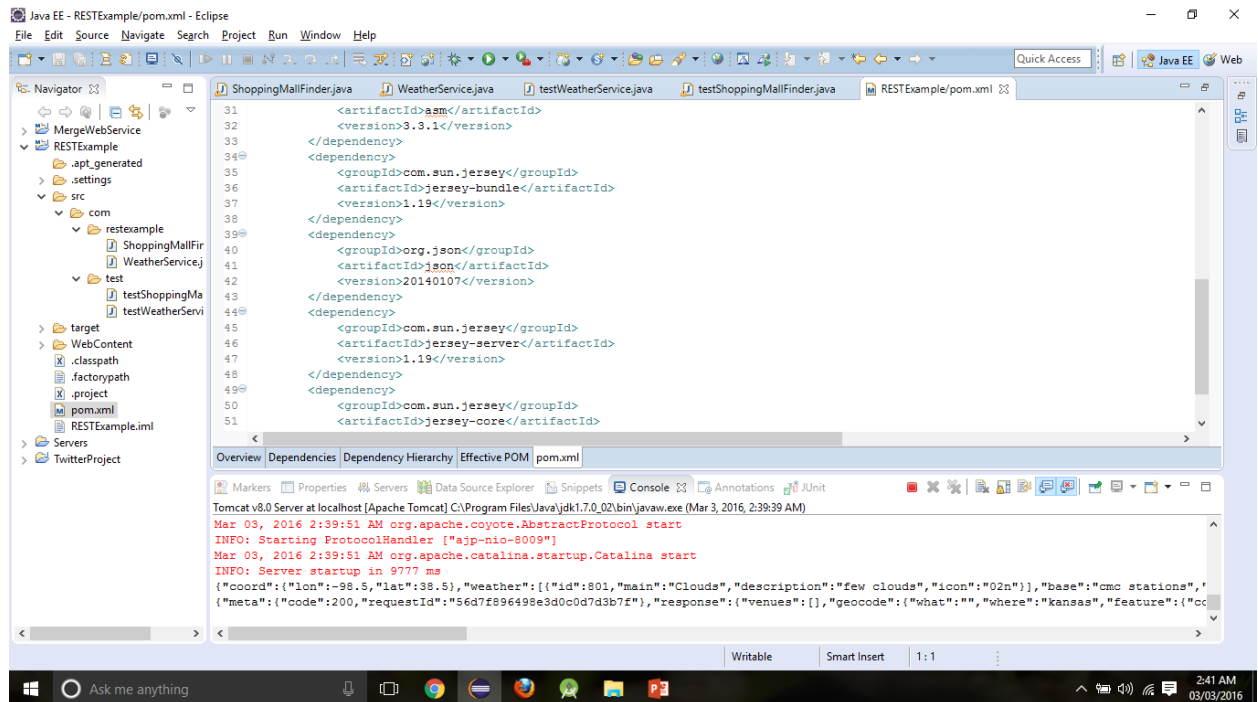 Java EE - RESTExample/pom.xml - Eclipse
File Edit Source Navigate Search Project Run Window Help
Quick Access
Java EE
Web
Navigator
MergeWebService
RESTExample
.apt_generated
.settings
src
com
restexample
ShoppingMallFir
WeatherService.j
test
testShoppingMa
testWeatherServi
target
WebContent
.classpath
.factorypath
.project
pom.xml
RESTExample.iml
Servers
TwitterProject
ShoppingMallFinder.java WeatherService.java testWeatherService.java testShoppingMallFinder.java RESTExample/pom.xml
31 <artifactId>asm</artifactId>
32 <version>3.3.1</version>
33 </dependency>
34 <dependency>
35 <groupId>com.sun.jersey</groupId>
36 <artifactId>jersey-bundle</artifactId>
37 <version>1.19</version>
38 </dependency>
39 <dependency>
40 <groupId>org.json</groupId>
41 <artifactId>json</artifactId>
42 <version>20140107</version>
43 </dependency>
44 <dependency>
45 <groupId>com.sun.jersey</groupId>
46 <artifactId>jersey-server</artifactId>
47 <version>1.19</version>
48 </dependency>
49 <dependency>
50 <groupId>com.sun.jersey</groupId>
51 <artifactId>jersey-core</artifactId>
Overview Dependencies Dependency Hierarchy Effective POM pom.xml
Markers Properties Servers Data Source Explorer Snippets Console Annotations JUnit
Tomcat v8.0 Server at localhost [Apache Tomcat] C:\Program Files\Java\jdk1.7.0_02\bin\javaw.exe (Mar 3, 2016, 2:39:39 AM)
Mar 03, 2016 2:39:51 AM org.apache.coyote.AbstractProtocol start
INFO: Starting ProtocolHandler ["ajp-nio-8009"]
Mar 03, 2016 2:39:51 AM org.apache.catalina.startup.Catalina start
INFO: Server startup in 9777 ms
{"coord":{"lon":-98.5,"lat":38.5},"weather":[{"id":801,"main":"Clouds","description":"few clouds","icon":"02n"}],"base":"cmc stations","
{"meta":{"code":200,"requestId":"56d7f896498e3d0c0d7d3b7f"},"response":{"venues":[],"geocode":{"what":"","where":"kansas","feature":{"cc
Writable Smart Insert 1 : 1
Ask me anything
2:41 AM
03/03/2016